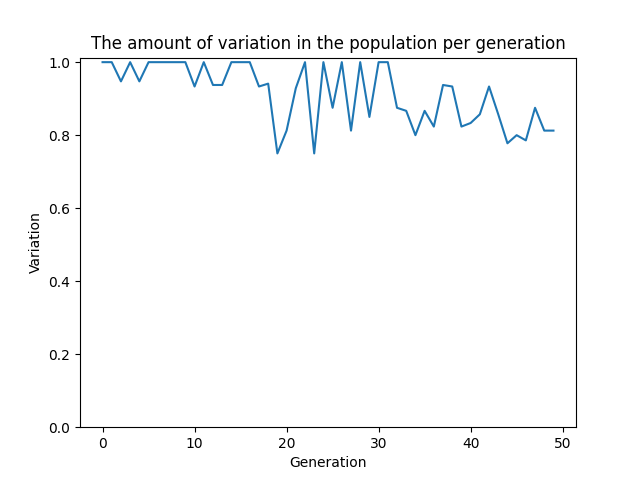 The amount of variation in the population per generation
1.0
0.8
0.6
0.4
0.2
0.0
Variation
0 10 20 30 40 50
Generation